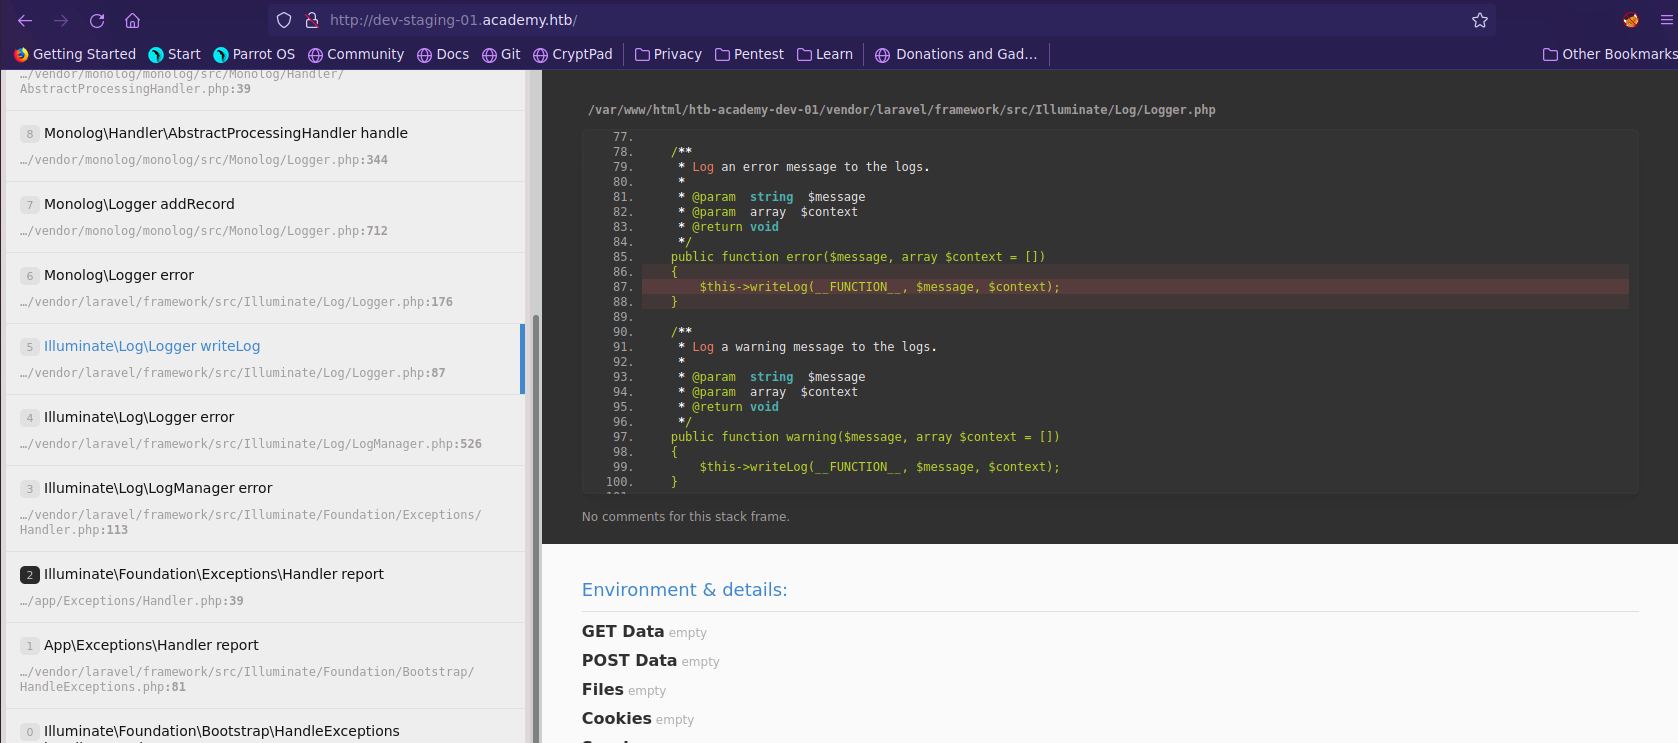 http://dev-staging-01.academy.htb/
Getting Started Start Parrot OS Community Docs Git CryptPad Privacy Pentest Learn Donations and Gad… Other Bookmarks
…/vendor/monolog/monolog/src/Monolog/Handler/
AbstractProcessingHandler.php:39
8 Monolog\Handler\AbstractProcessingHandler handle
…/vendor/monolog/monolog/src/Monolog/Logger.php:344
7 Monolog\Logger addRecord
…/vendor/monolog/monolog/src/Monolog/Logger.php:712
6 Monolog\Logger error
…/vendor/laravel/framework/src/Illuminate/Log/Logger.php:176
5 Illuminate\Log\Logger writeLog
…/vendor/laravel/framework/src/Illuminate/Log/Logger.php:87
4 Illuminate\Log\Logger error
…/vendor/laravel/framework/src/Illuminate/Log/LogManager.php:526
3 Illuminate\Log\LogManager error
…/vendor/laravel/framework/src/Illuminate/Foundation/Exceptions/
Handler.php:113
2 Illuminate\Foundation\Exceptions\Handler report
…/app/Exceptions/Handler.php:39
1 App\Exceptions\Handler report
…/vendor/laravel/framework/src/Illuminate/Foundation/Bootstrap/
HandleExceptions.php:81
0 Illuminate\Foundation\Bootstrap\HandleExceptions
/var/www/html/htb-academy-dev-01/vendor/laravel/framework/src/Illuminate/Log/Logger.php
77.
78. /**
79. * Log an error message to the logs.
80. *
81. * @param string $message
82. * @param array $context
83. * @return void
84. */
85. public function error($message, array $context = [])
86. {
87. $this->writeLog(__FUNCTION__, $message, $context);
88. }
89.
90. /**
91. * Log a warning message to the logs.
92. *
93. * @param string $message
94. * @param array $context
95. * @return void
96. */
97. public function warning($message, array $context = [])
98. {
99. $this->writeLog(__FUNCTION__, $message, $context);
100. }
No comments for this stack frame.
Environment & details:
GET Data empty
POST Data empty
Files empty
Cookies empty